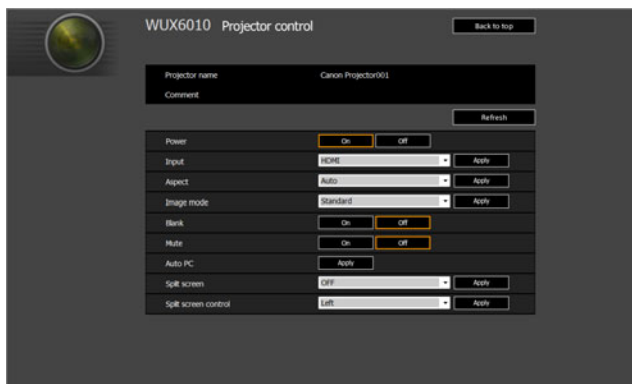 WUX6010 Projector control Back to top
Projector name Canon Projector001
Comment
Refresh
Power On Off
Input HDMI Apply
Aspect Auto Apply
Image mode Standard Apply
Blank On Off
Mute On Off
Auto PC Apply
Split screen OFF Apply
Split screen control Left Apply